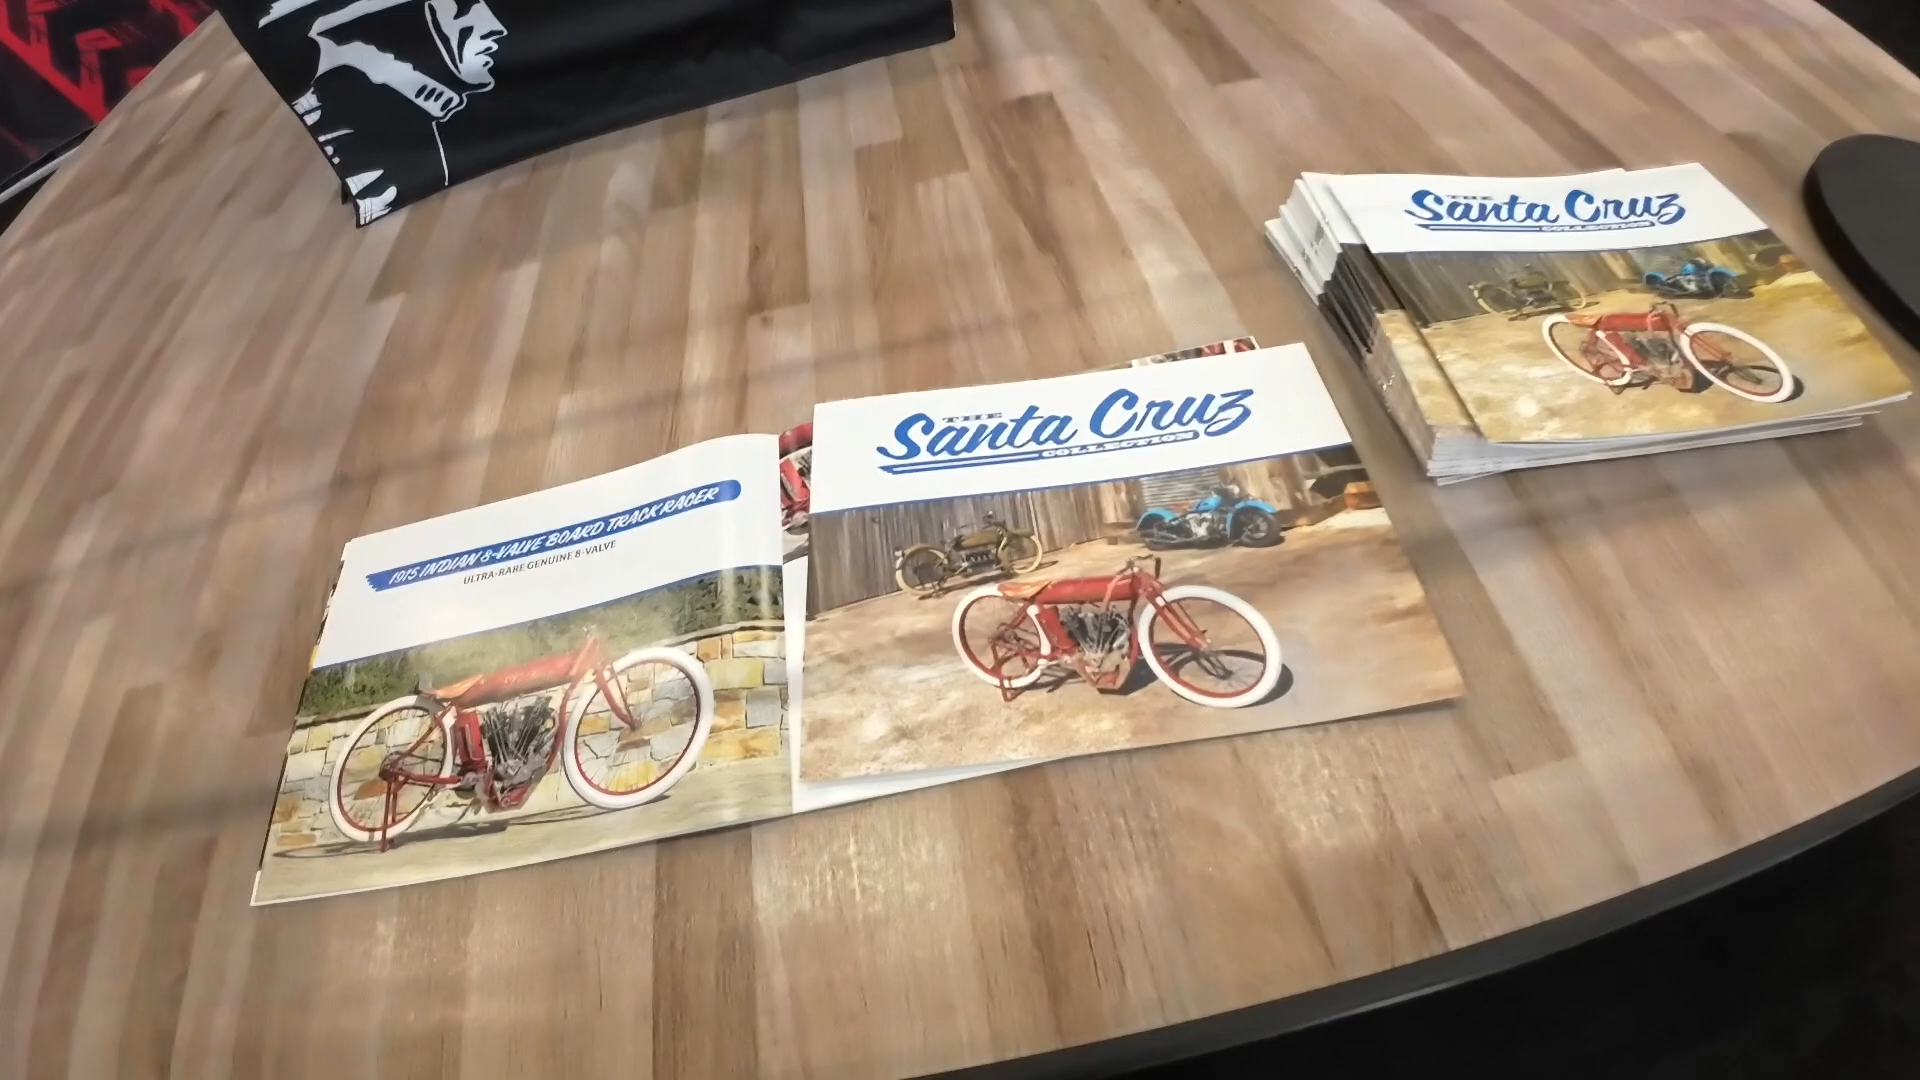 1915 INDIAN 8-VALVE BOARD TRACK RACER
ULTRA-RARE GENUINE 8-VALVE
THE
Santa Cruz
COLLECTION
THE
Santa Cruz
COLLECTION